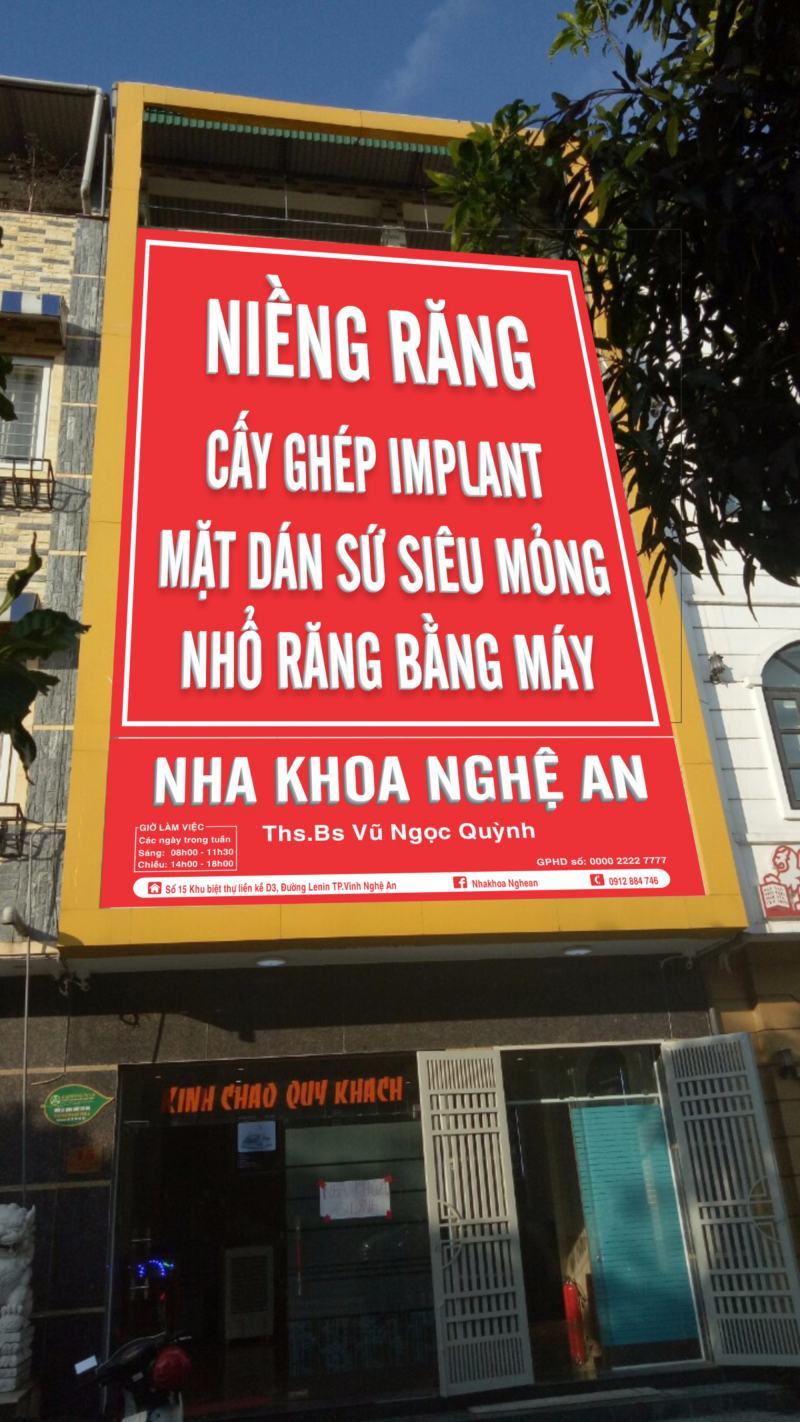 NIỀNG RĂNG
CẤY GHÉP IMPLANT
MẶT DÁN SỨ SIÊU MỎNG
NHỔ RĂNG BẰNG MÁY
NHA KHOA NGHỆ AN
Ths.Bs Vũ Ngọc Quỳnh
GIỜ LÀM VIỆC
Các ngày trong tuần
Sáng: 08h00 - 11h30
Chiều: 14h00 - 18h00
GPHD số: 0000 2222 7777
Số 15 Khu biệt thự liền kề D3, Đường Lenin TP.Vinh Nghệ An
Nhakhoa Nghean
0912 884 746
KINH CHAO QUY KHACH